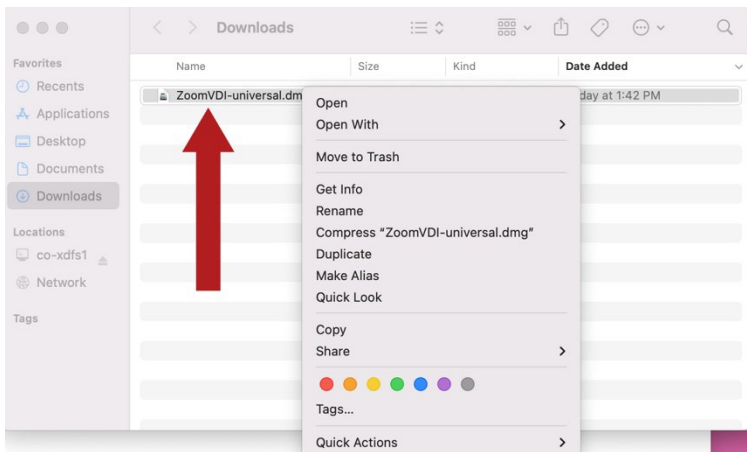 Downloads
Favorites
Recents
Applications
Desktop
Documents
Downloads
Locations
co-xdfs1
Network
Tags
Name Size Kind Date Added
ZoomVDI-universal.dm
day at 1:42 PM
Open
Open With
Move to Trash
Get Info
Rename
Compress “ZoomVDI-universal.dmg”
Duplicate
Make Alias
Quick Look
Copy
Share
Tags...
Quick Actions